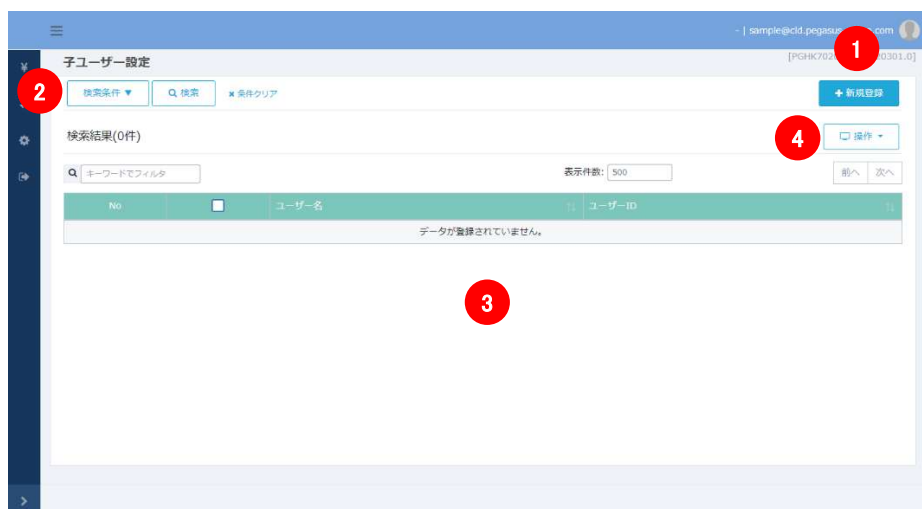 - | sample@cld.pegasus
.com
1
子ユーザー設定
[PGHK702
0301.0]
2
検索条件 ▼
検索
✖ 条件クリア
+ 新規登録
検索結果(0件)
4
操作
キーワードでフィルタ
表示件数: 500
前へ 次へ
No
ユーザー名
ユーザーID
データが登録されていません。
3